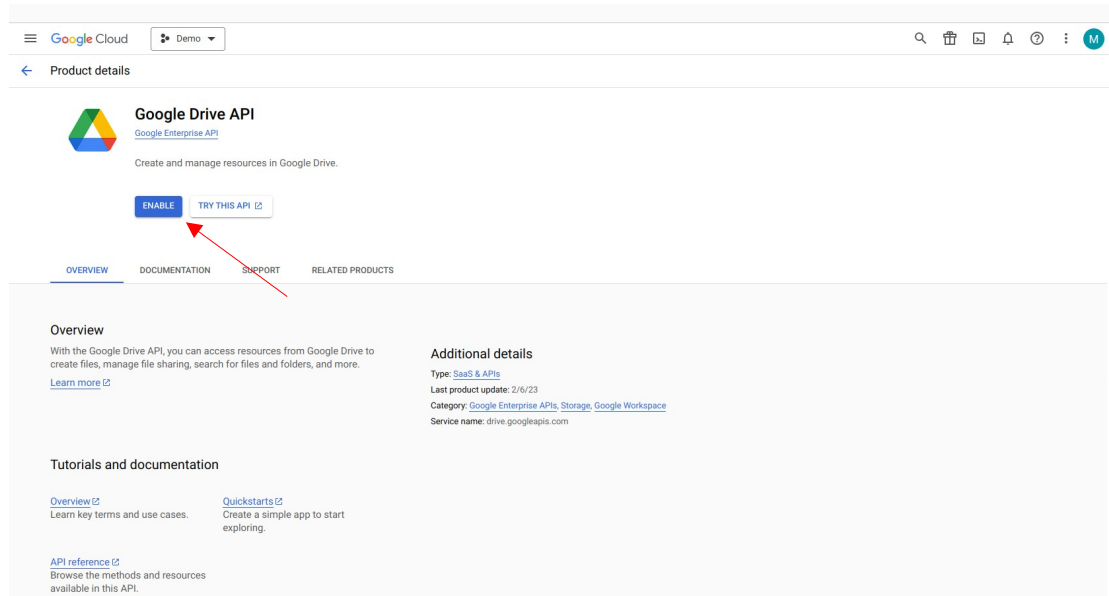 Google Cloud
Demo
M
Product details
Google Drive API
Google Enterprise API
Create and manage resources in Google Drive.
ENABLE
TRY THIS API
OVERVIEW
DOCUMENTATION
SUPPORT
RELATED PRODUCTS
Overview
With the Google Drive API, you can access resources from Google Drive to
create files, manage file sharing, search for files and folders, and more.
Learn more
Additional details
Type: SaaS & APIs
Last product update: 2/6/23
Category: Google Enterprise APIs, Storage, Google Workspace
Service name: drive.googleapis.com
Tutorials and documentation
Overview
Learn key terms and use cases.
Quickstarts
Create a simple app to start
exploring.
API reference
Browse the methods and resources
available in this API.